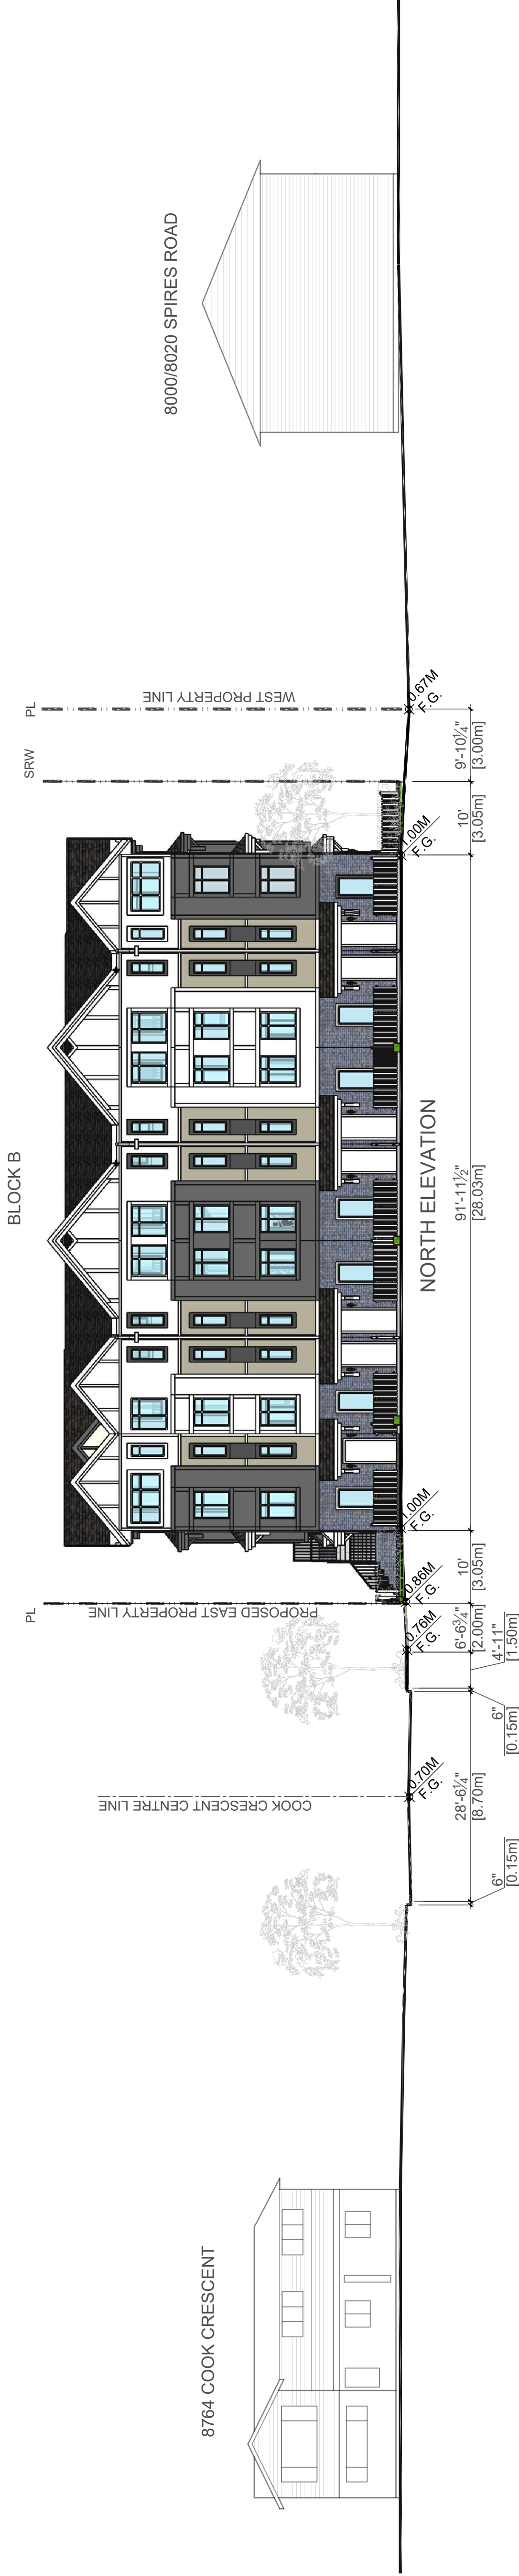 BLOCK B
8764 COOK CRESCENT
8000/8020 SPIRES ROAD
PL
SRW
PL
COOK CRESCENT CENTRE LINE
PROPOSED EAST PROPERTY LINE
WEST PROPERTY LINE
0.70M
F.G.
0.76M
F.G.
0.86M
F.G.
1.00M
F.G.
1.00M
F.G.
0.67M
F.G.
NORTH ELEVATION
28'-6¼"
[8.70m]
6'-6¾"
[2.00m]
10'
[3.05m]
91'-11½"
[28.03m]
10'
[3.05m]
9'-10¼"
[3.00m]
6"
[0.15m]
6"
[0.15m]
4'-11"
[1.50m]